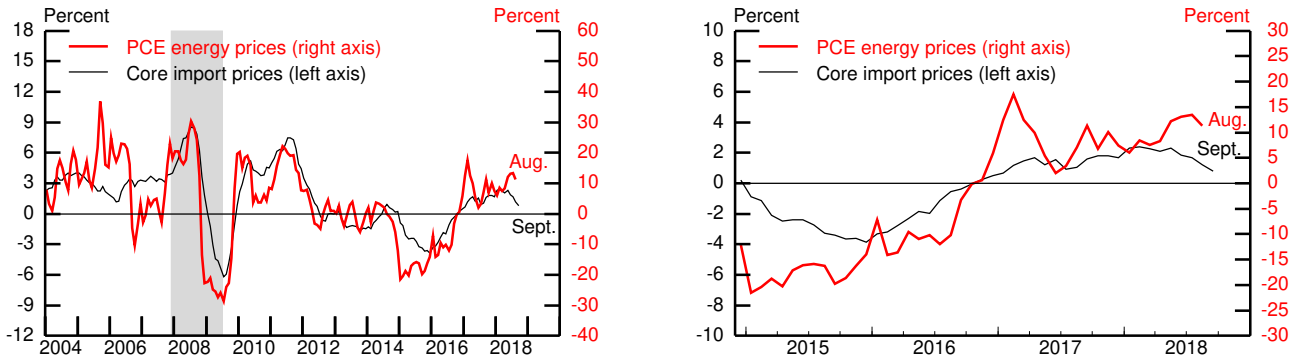 Percent Percent
18 60
PCE energy prices (right axis)
Core import prices (left axis)
15 50
12 40
9 30
6 20
3 10
0 0
-3 -10
-6 -20
-9 -30
-12 -40
Aug.
Sept.
2004 2006 2008 2010 2012 2014 2016 2018
Percent Percent
10 30
PCE energy prices (right axis)
Core import prices (left axis)
8 25
20
6 15
4 10
2 5
0 0
-2 -5
-10
-4 -15
-6 -20
-8 -25
-10 -30
Aug.
Sept.
2015 2016 2017 2018